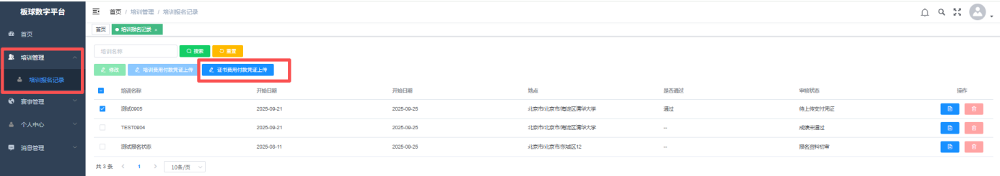 板球数字平台
首页 / 培训管理 / 培训报名记录
首页 培训报名记录 ×
首页
培训管理
培训报名记录
赛事管理
个人中心
消息管理
培训名称 搜索 重置
修改 培训费用付款凭证上传 证书费用付款凭证上传
培训名称 开始日期 开始日期 地点 是否通过 审核状态 操作
测试0905 2025-09-21 2025-09-25 北京市/北京市/海淀区清华大学 通过 待上传支付凭证
TEST0904 2025-09-21 2025-09-25 北京市/北京市/海淀区清华大学 -- 成绩未通过
测试报名状态 2025-08-11 2025-09-25 北京市/北京市/东城区12 -- 报名资料初审
共 3 条 < 1 > 10条/页